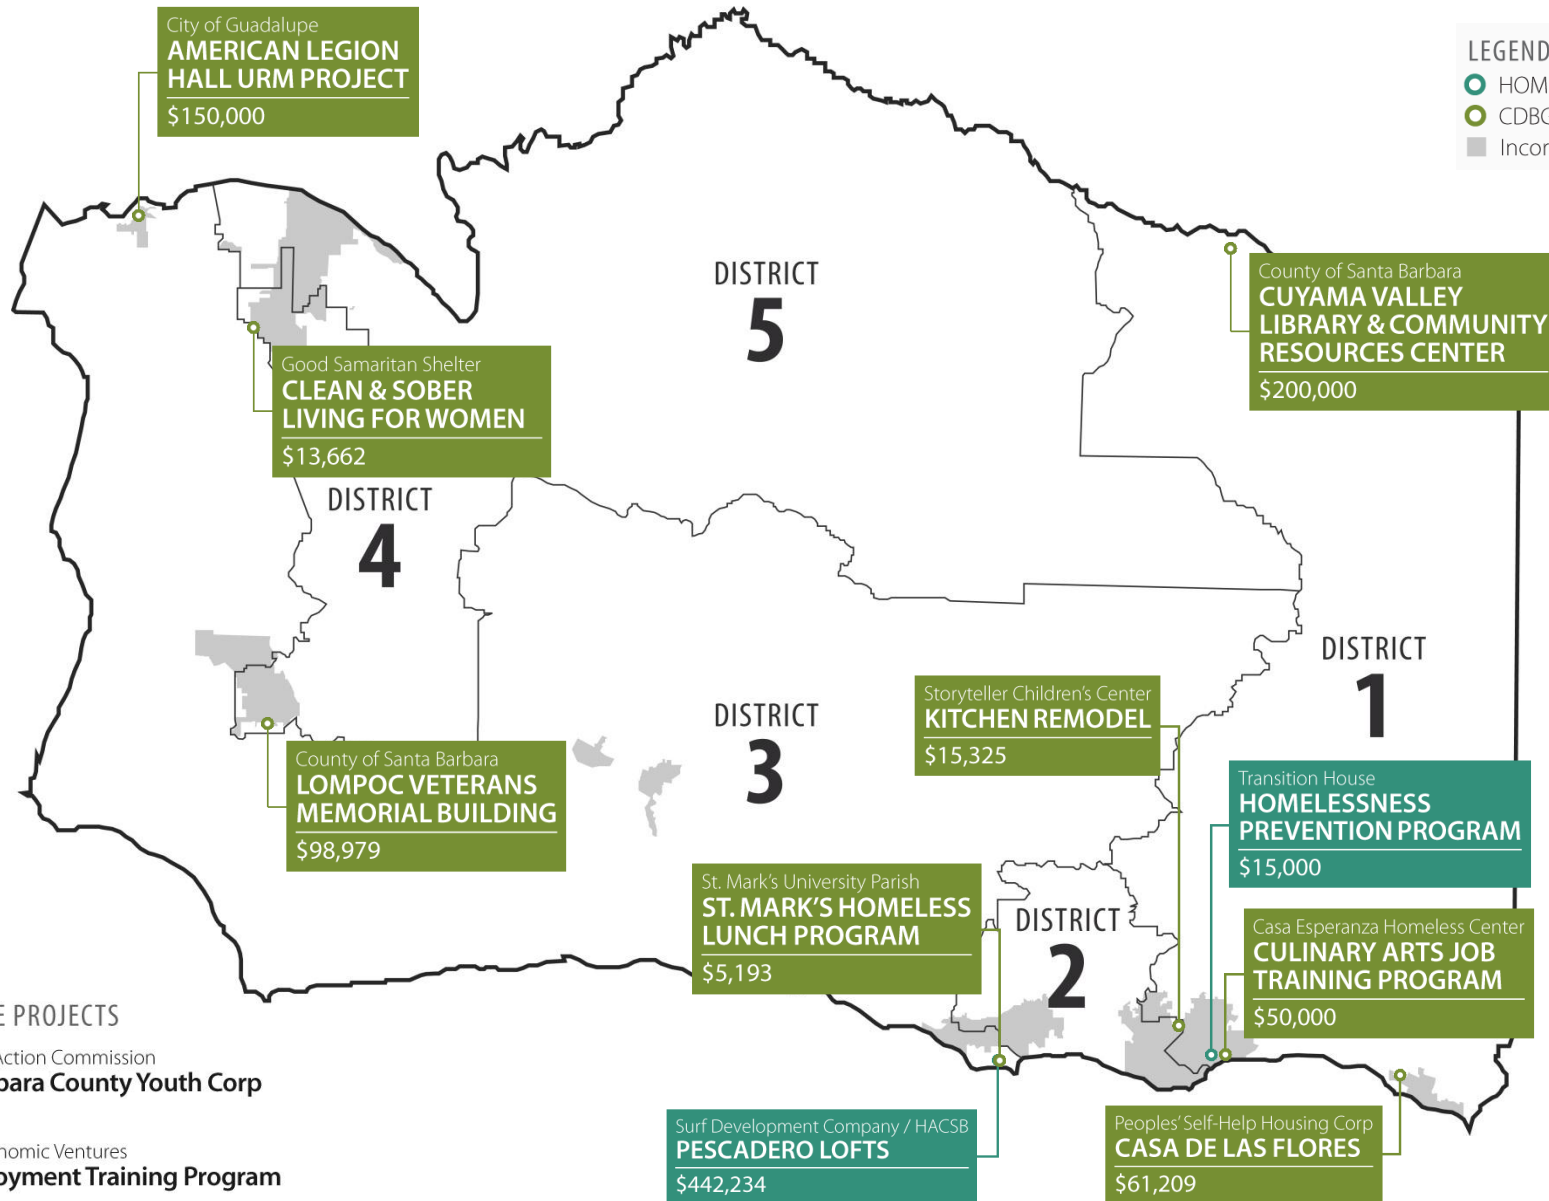 City of Guadalupe
AMERICAN LEGION
HALL URM PROJECT
$150,000
LEGEND
HOM
CDBG
Incor
DISTRICT
5
County of Santa Barbara
CUYAMA VALLEY
LIBRARY & COMMUNITY
RESOURCES CENTER
$200,000
Good Samaritan Shelter
CLEAN & SOBER
LIVING FOR WOMEN
$13,662
DISTRICT
4
DISTRICT
1
Storyteller Children's Center
KITCHEN REMODEL
$15,325
DISTRICT
3
County of Santa Barbara
LOMPOC VETERANS
MEMORIAL BUILDING
$98,979
Transition House
HOMELESSNESS
PREVENTION PROGRAM
$15,000
St. Mark's University Parish
ST. MARK'S HOMELESS
LUNCH PROGRAM
$5,193
DISTRICT
2
Casa Esperanza Homeless Center
CULINARY ARTS JOB
TRAINING PROGRAM
$50,000
E PROJECTS
Action Commission
bara County Youth Corp
nomic Ventures
oyment Training Program
Surf Development Company / HACSB
PESCADERO LOFTS
$442,234
Peoples' Self-Help Housing Corp
CASA DE LAS FLORES
$61,209